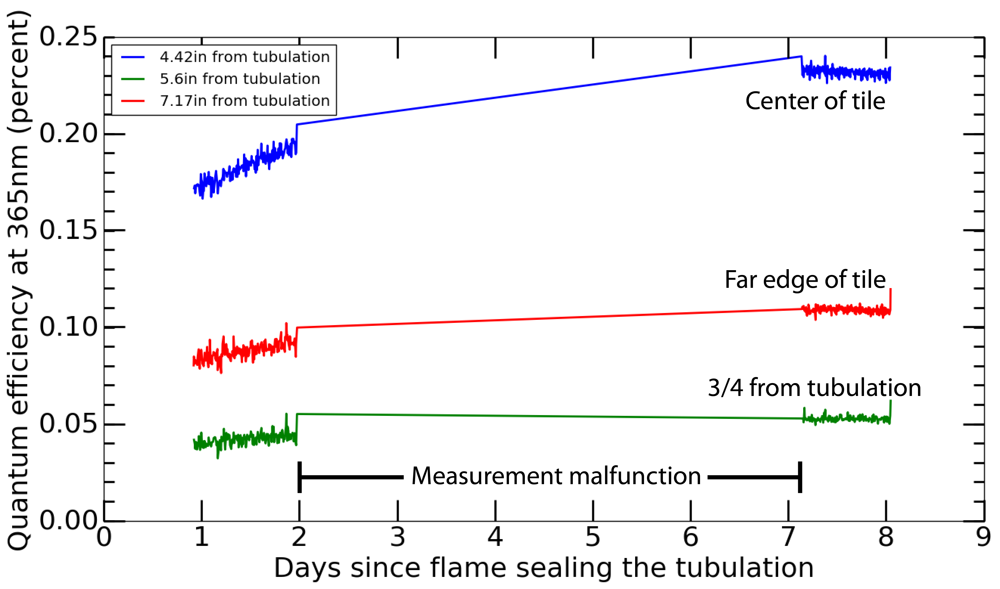 Quantum efficiency at 365nm (percent)
0.25
0.20
0.15
0.10
0.05
0.00
4.42in from tubulation
5.6in from tubulation
7.17in from tubulation
Center of tile
Far edge of tile
3/4 from tubulation
Measurement malfunction
0 1 2 3 4 5 6 7 8 9
Days since flame sealing the tubulation